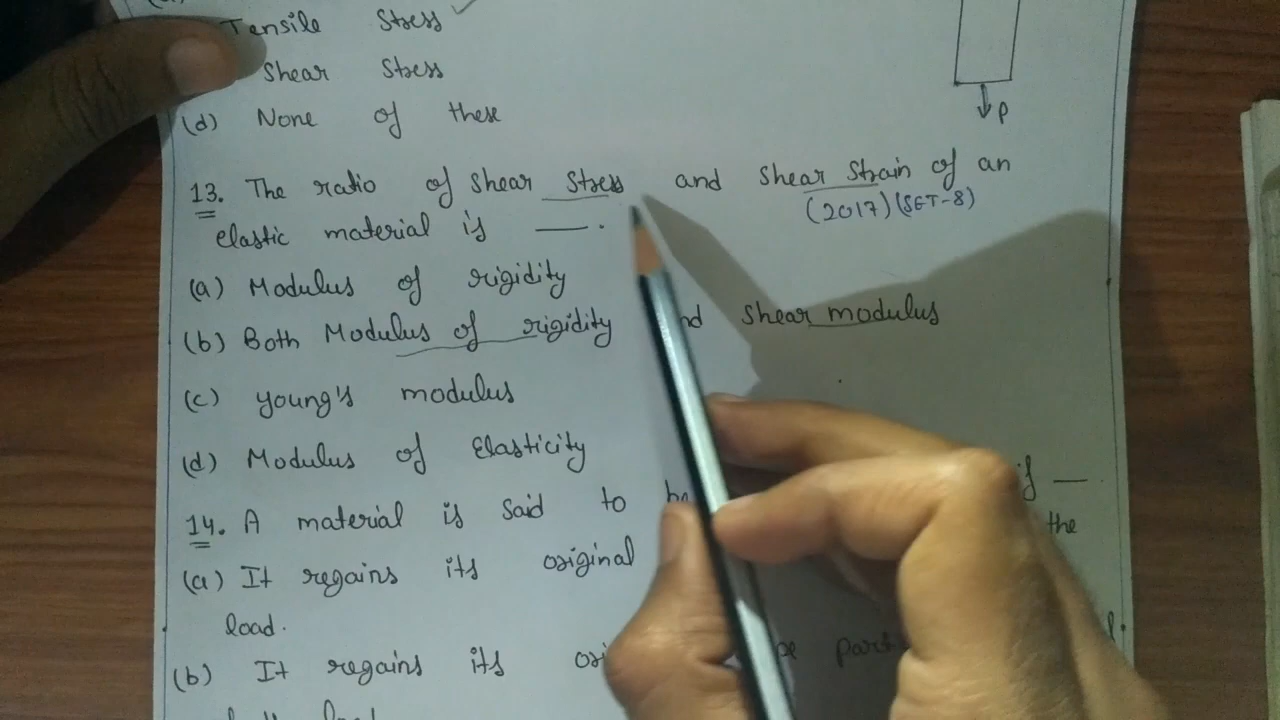 Tensile Stress ✓
Shear Stress
(d) None of these
P
13. The ratio of shear stress and shear strain of an
(2017) (SET-8)
elastic material is —.
(a) Modulus of rigidity
(b) Both Modulus of rigidity shear modulus
(c) young's modulus
(d) Modulus of Elasticity
14. A material is said to if —
(a) It regains its original the
load.
(b) It regains its